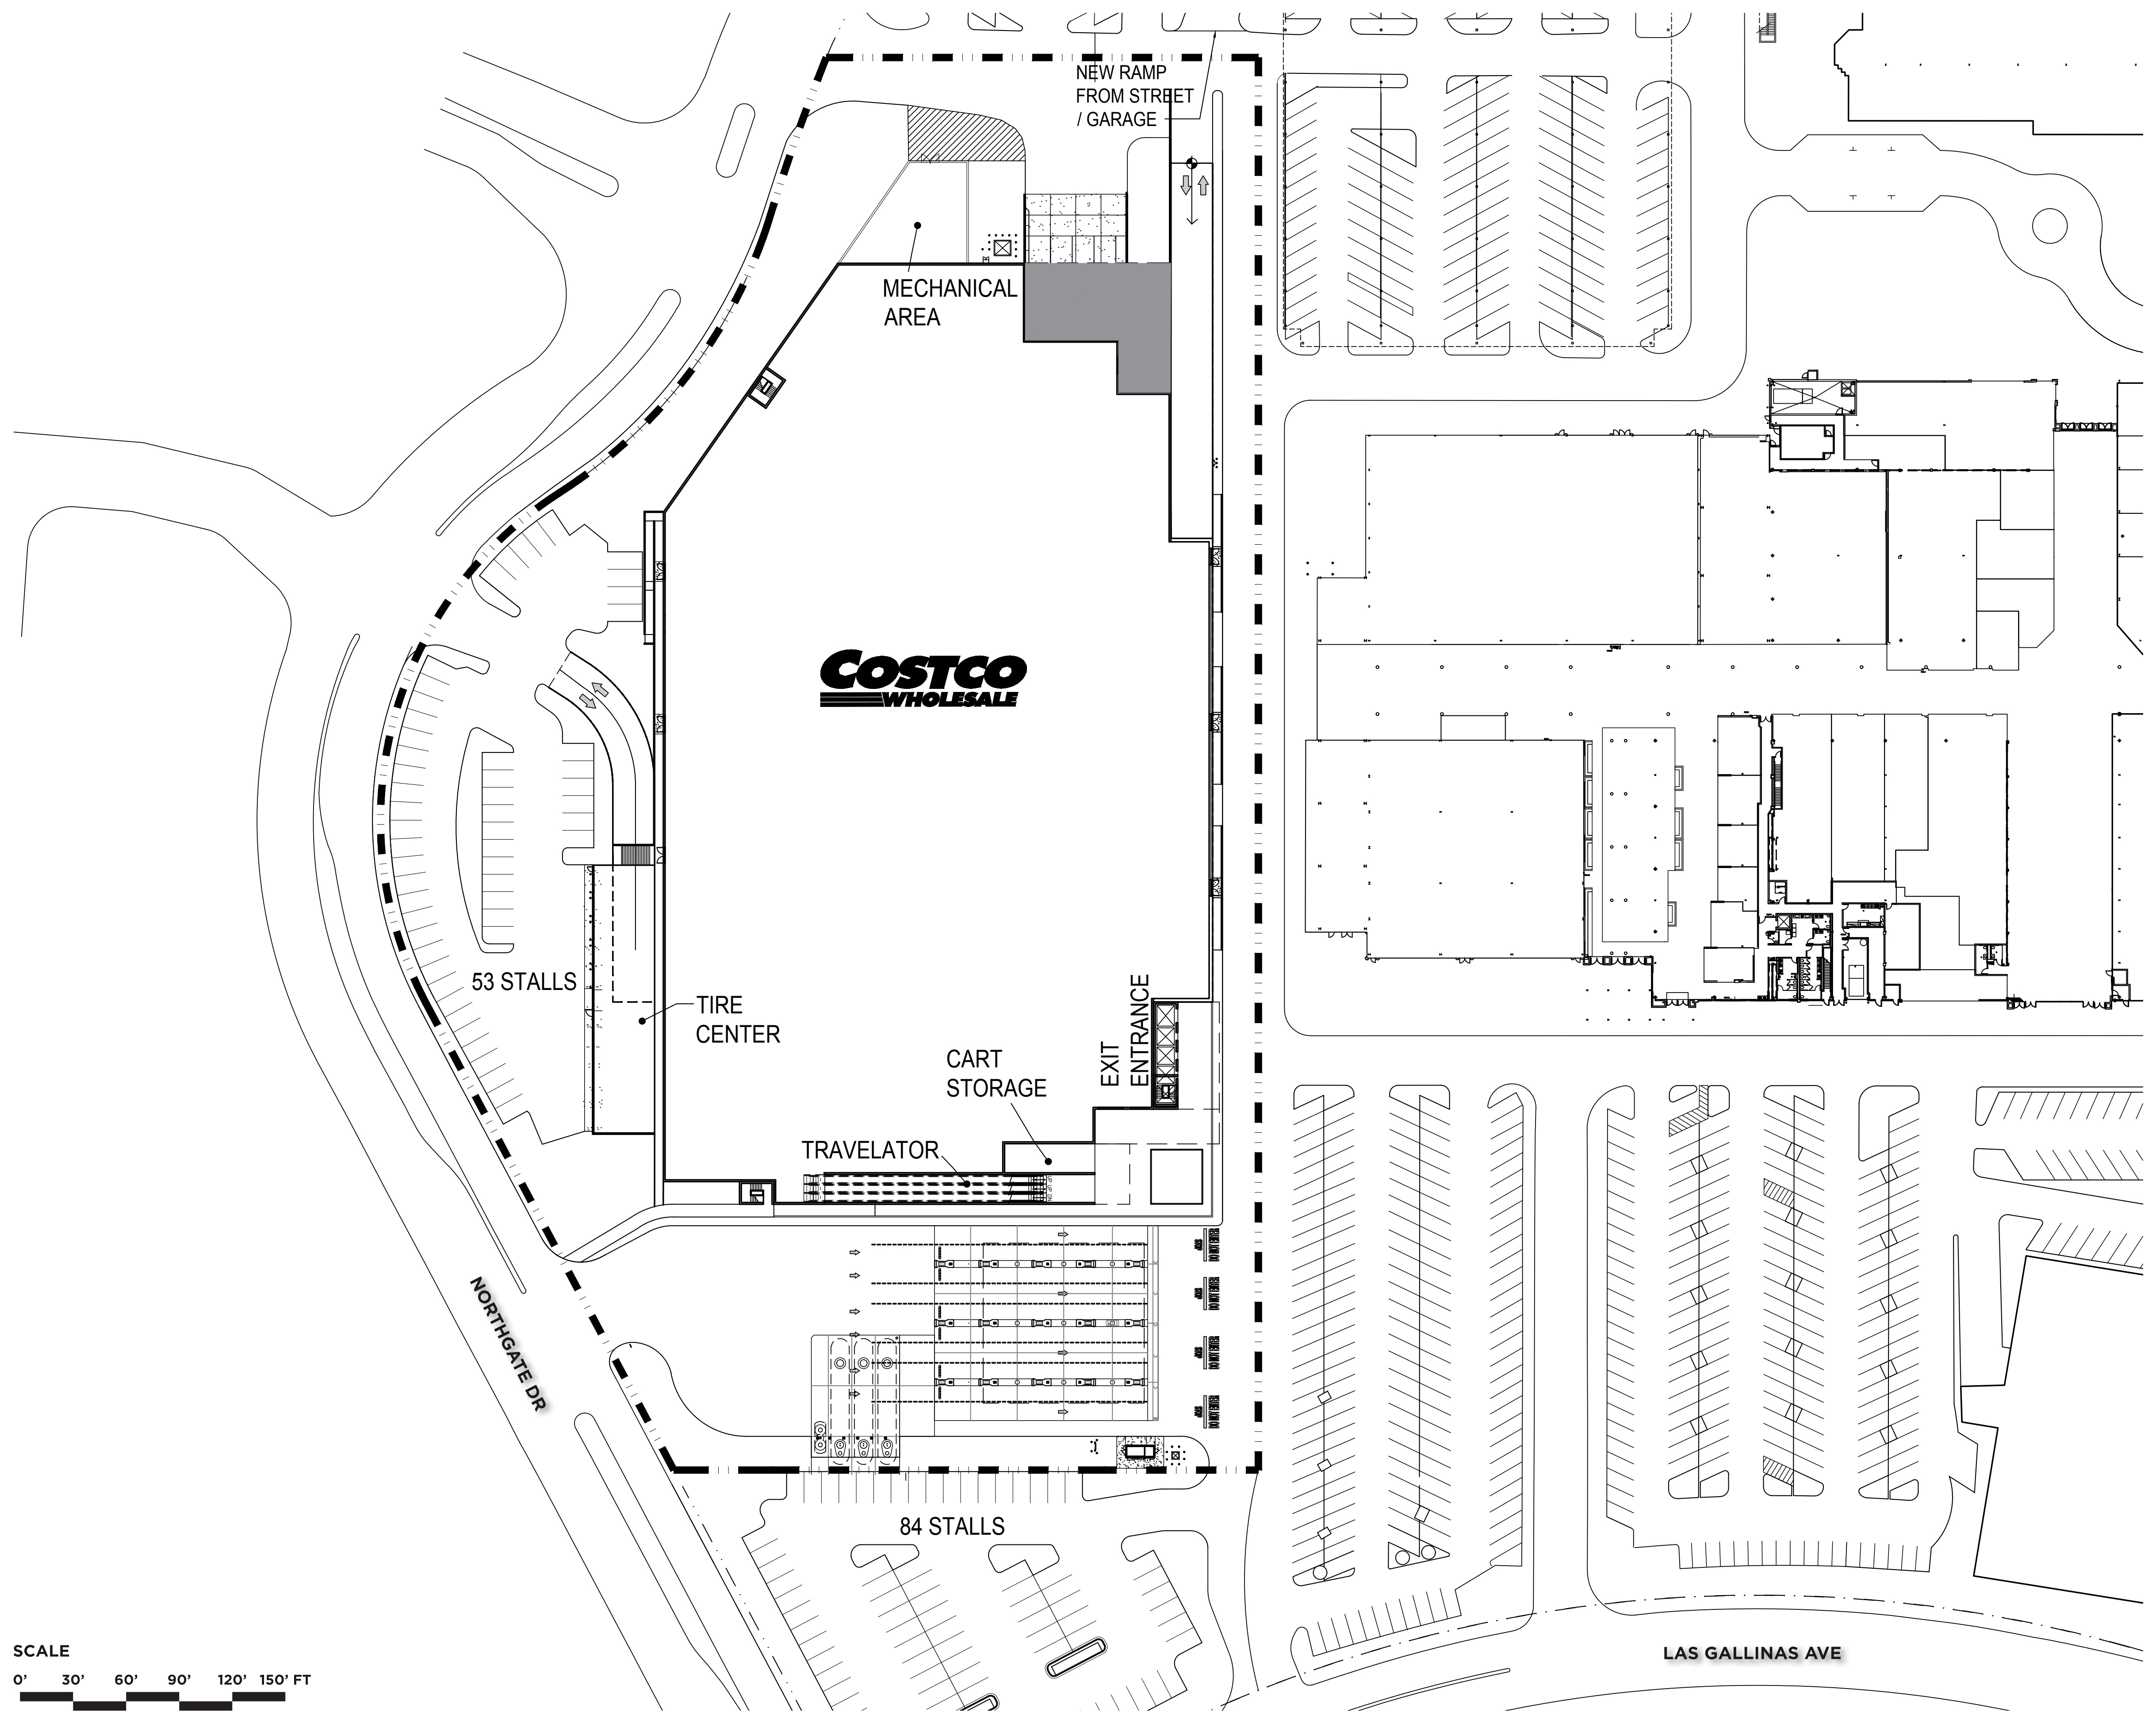 NEW RAMP
FROM STREET
/ GARAGE
MECHANICAL
AREA
COSTCO
WHOLESALE
53 STALLS
TIRE
CENTER
CART
STORAGE
EXIT
ENTRANCE
TRAVELATOR
NORTHGATE DR
84 STALLS
LAS GALLINAS AVE
SCALE
0' 30' 60' 90' 120' 150' FT